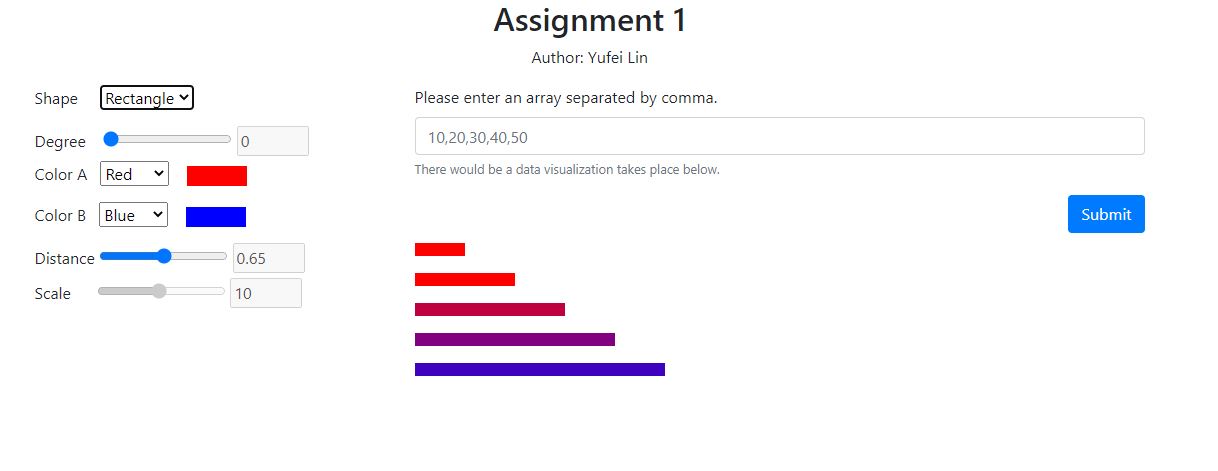 Assignment 1
Author: Yufei Lin
Shape Rectangle
Degree 0
Color A Red
Color B Blue
Distance 0.65
Scale 10
Please enter an array separated by comma.
10,20,30,40,50
There would be a data visualization takes place below.
Submit